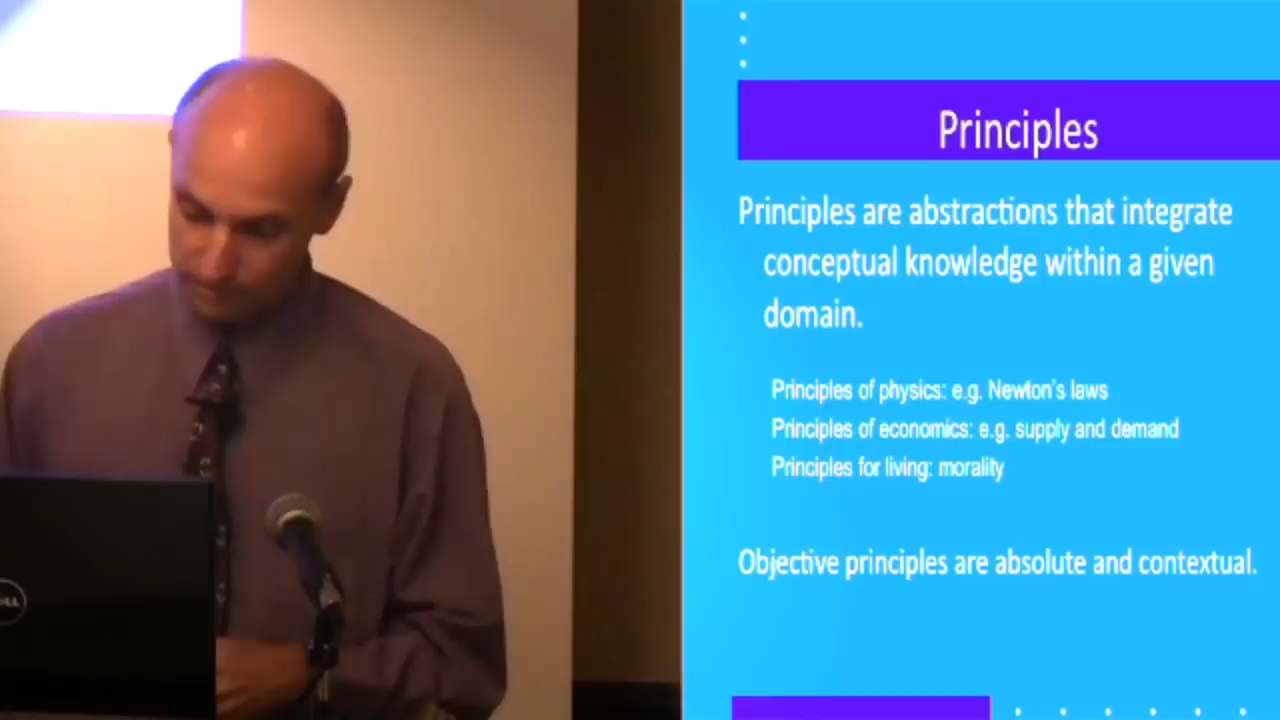 Principles
Principles are abstractions that integrate
conceptual knowledge within a given
domain.
Principles of physics: e.g. Newton's laws
Principles of economics: e.g. supply and demand
Principles for living: morality
Objective principles are absolute and contextual.
DELL